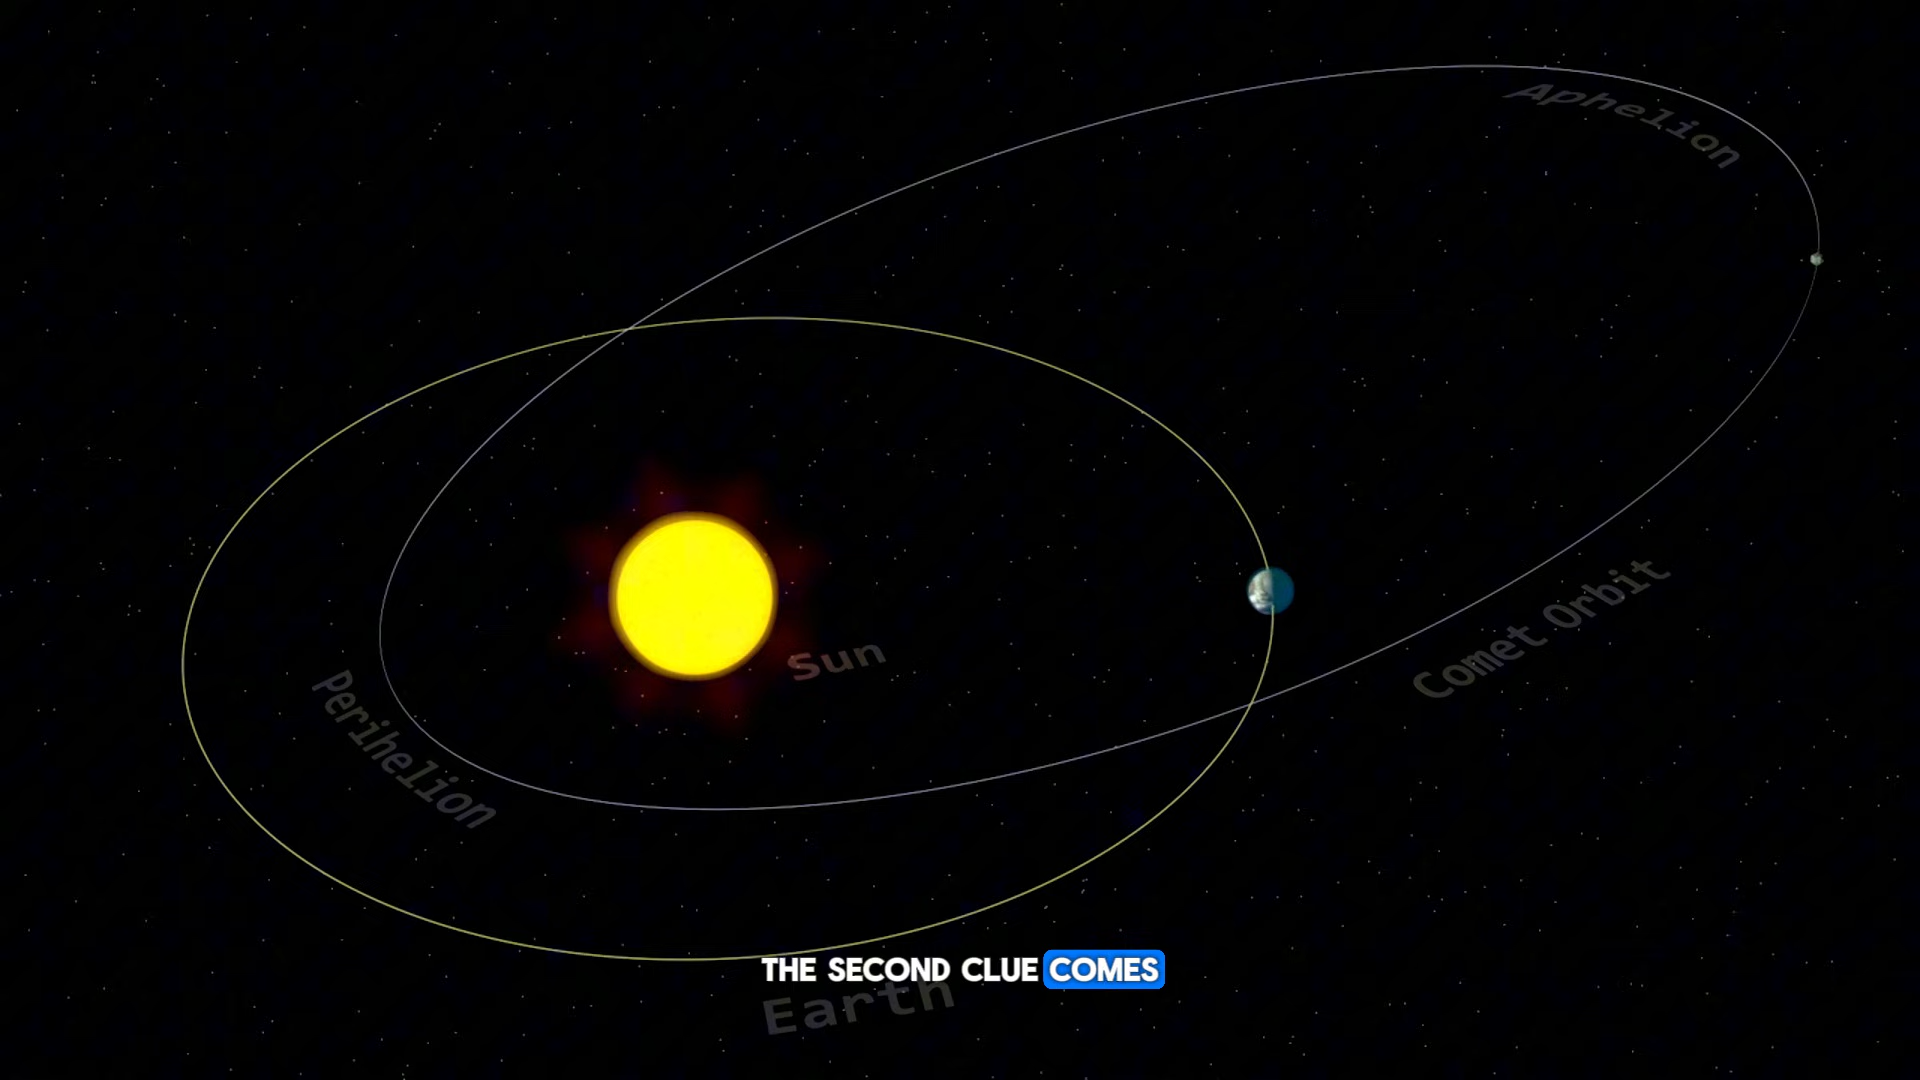 Aphelion
Comet Orbit
Sun
Perihelion
THE SECOND CLUE COMES
Earth